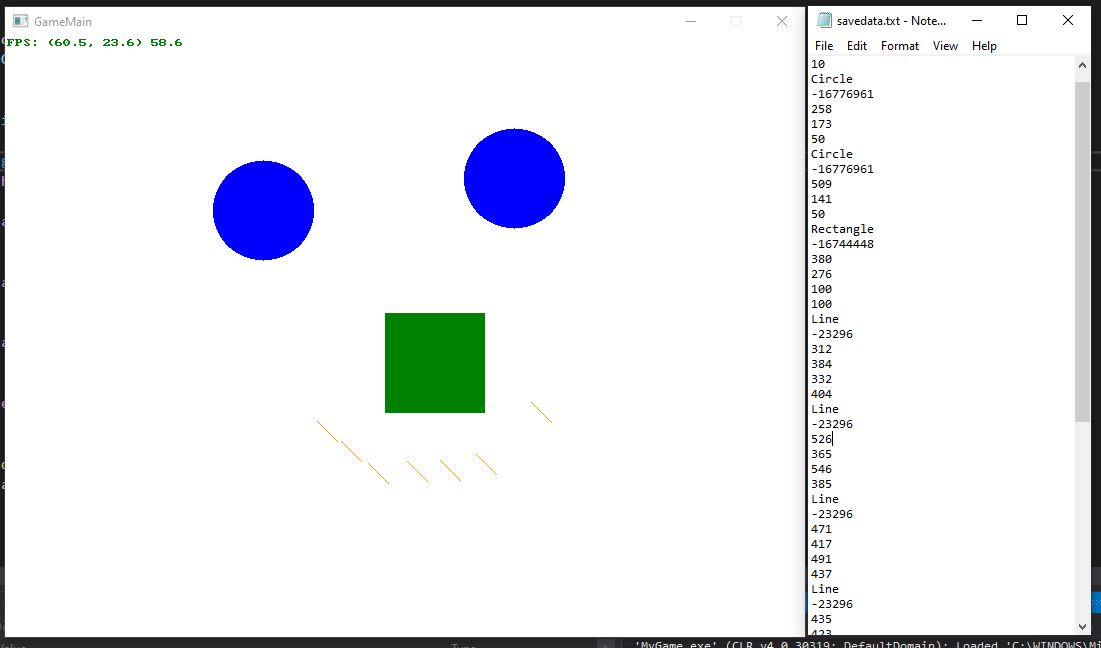 GameMain
FPS: (60.5, 23.6) 58.6
savedata.txt - Note...
File Edit Format View Help
10
Circle
-16776961
258
173
50
Circle
-16776961
509
141
50
Rectangle
-16744448
380
276
100
100
Line
-23296
312
384
332
404
Line
-23296
526
365
546
385
Line
-23296
471
417
491
437
Line
-23296
435
423
'MyGame.exe' (CLR v4.0.30319: DefaultDomain): Loaded 'C:\WINDOWS\Mi